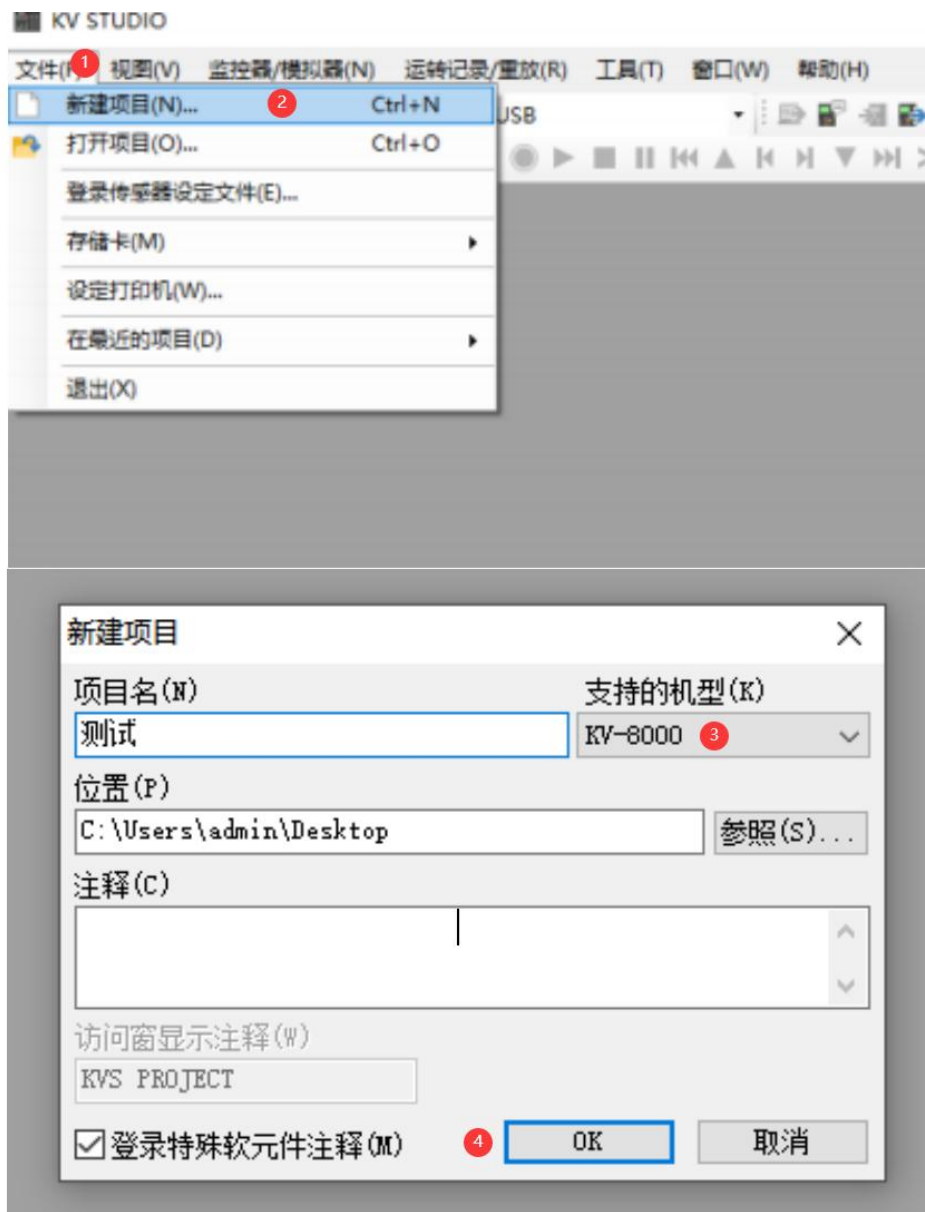 KV STUDIO
文件(F) 1 视图(V) 监控器/模拟器(N) 运转记录/重放(R) 工具(T) 窗口(W) 帮助(H)
新建项目(N)... 2 Ctrl+N USB
打开项目(O)... Ctrl+O
登录传感器设定文件(E)...
存储卡(M)
设定打印机(W)...
在最近的项目(D)
退出(X)
新建项目
项目名(N) 支持的机型(K)
测试 KV-8000 3
位置(P)
C:\Users\admin\Desktop 参照(S)...
注释(C)
访问窗显示注释(W)
KVS PROJECT
登录特殊软元件注释(M) 4 OK 取消